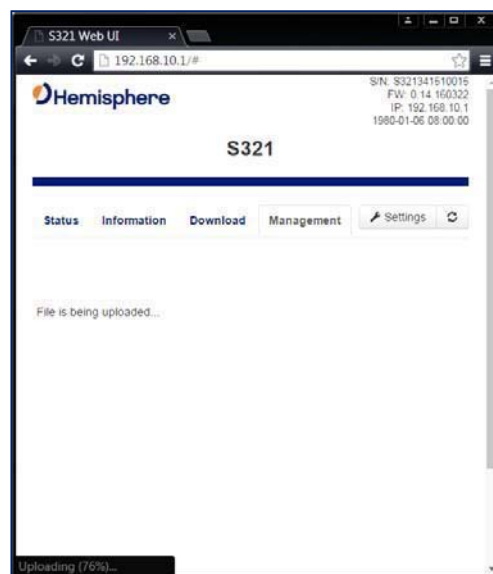 S321 Web UI
192.168.10.1/#
Hemisphere
S/N: S321341510015
FW: 0.14.160322
IP: 192.168.10.1
1980-01-06 08:00:00
S321
Status Information Download Management Settings
File is being uploaded...
Uploading (76%)...